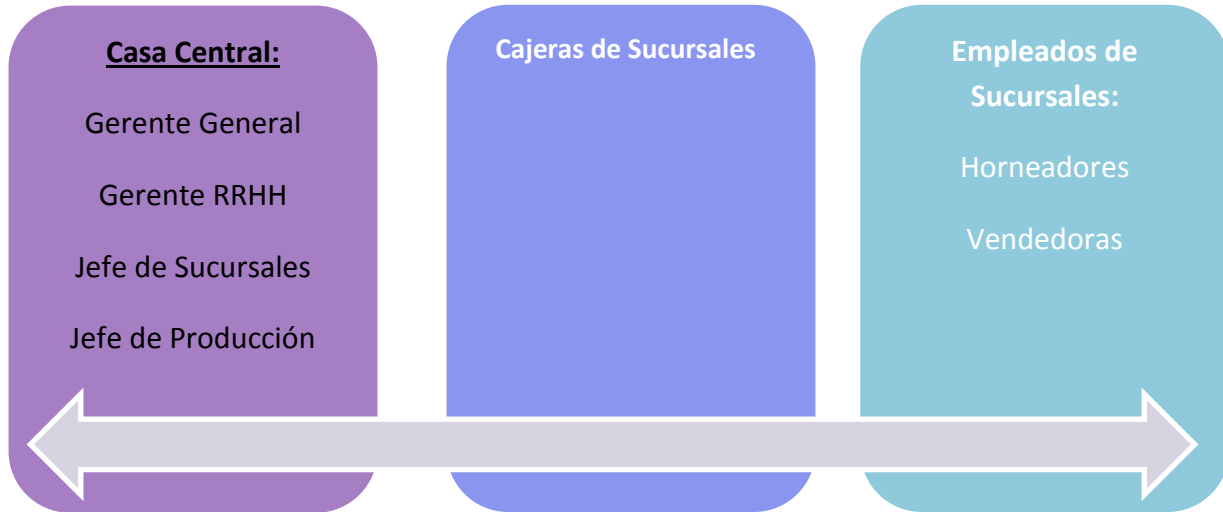 Casa Central:
Gerente General
Gerente RRHH
Jefe de Sucursales
Jefe de Producción
Cajeras de Sucursales
Empleados de
Sucursales:
Horneadores
Vendedoras